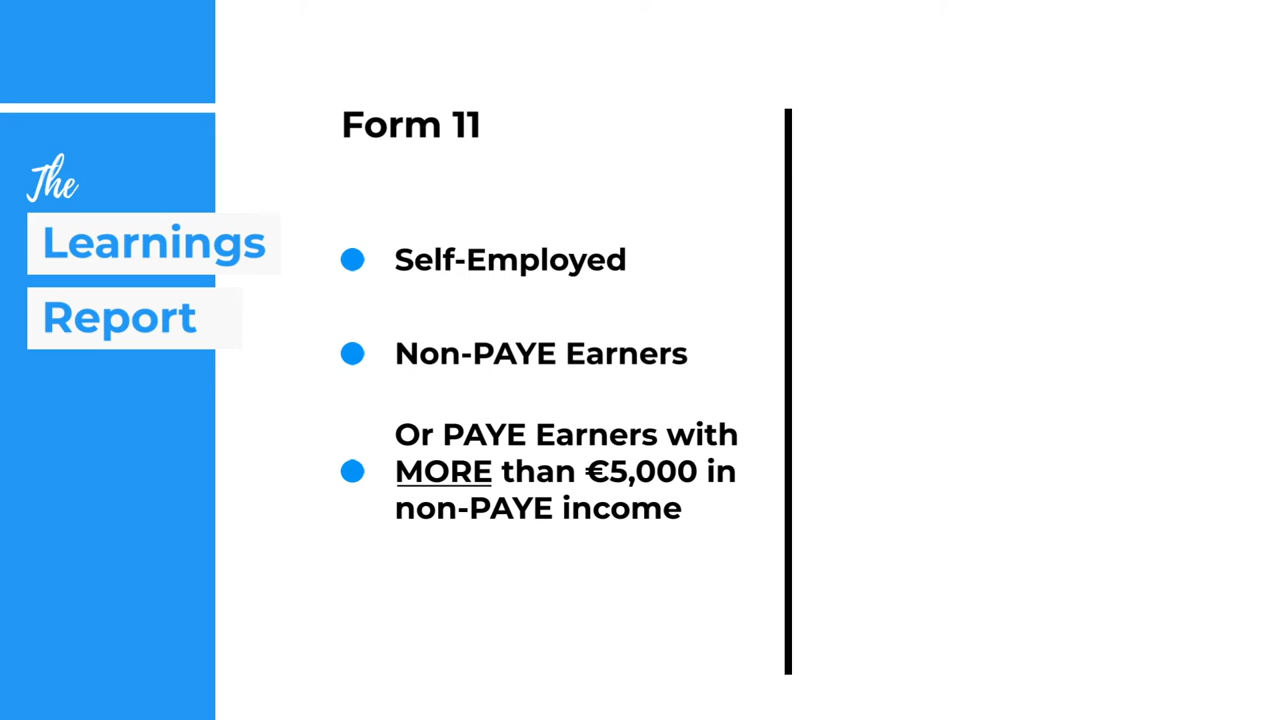 The
Learnings
Report
Form 11
Self-Employed
Non-PAYE Earners
Or PAYE Earners with
MORE than €5,000 in
non-PAYE income